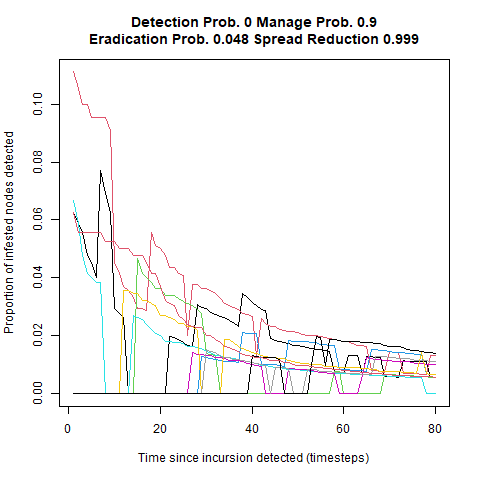 Detection Prob. 0 Manage Prob. 0.9
Eradication Prob. 0.048 Spread Reduction 0.999
Proportion of infested nodes detected
0.10
0.08
0.06
0.04
0.02
0.00
0
20
40
60
80
Time since incursion detected (timesteps)